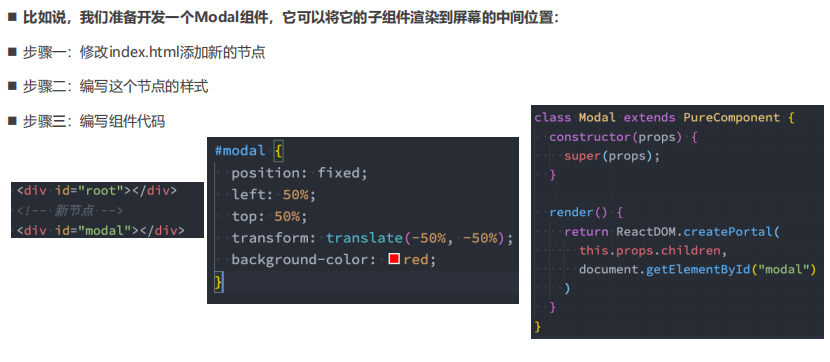 比如说，我们准备开发一个Modal组件，它可以将它的子组件渲染到屏幕的中间位置：
步骤一：修改index.html添加新的节点
步骤二：编写这个节点的样式
步骤三：编写组件代码
<div id="root"></div>
<!-- 新节点 -->
<div id="modal"></div>
#modal {
position: fixed;
left: 50%;
top: 50%;
transform: translate(-50%, -50%);
background-color: red;
}
class Modal extends PureComponent {
constructor(props) {
super(props);
}
render() {
return ReactDOM.createPortal(
this.props.children,
document.getElementById("modal")
)
}
}